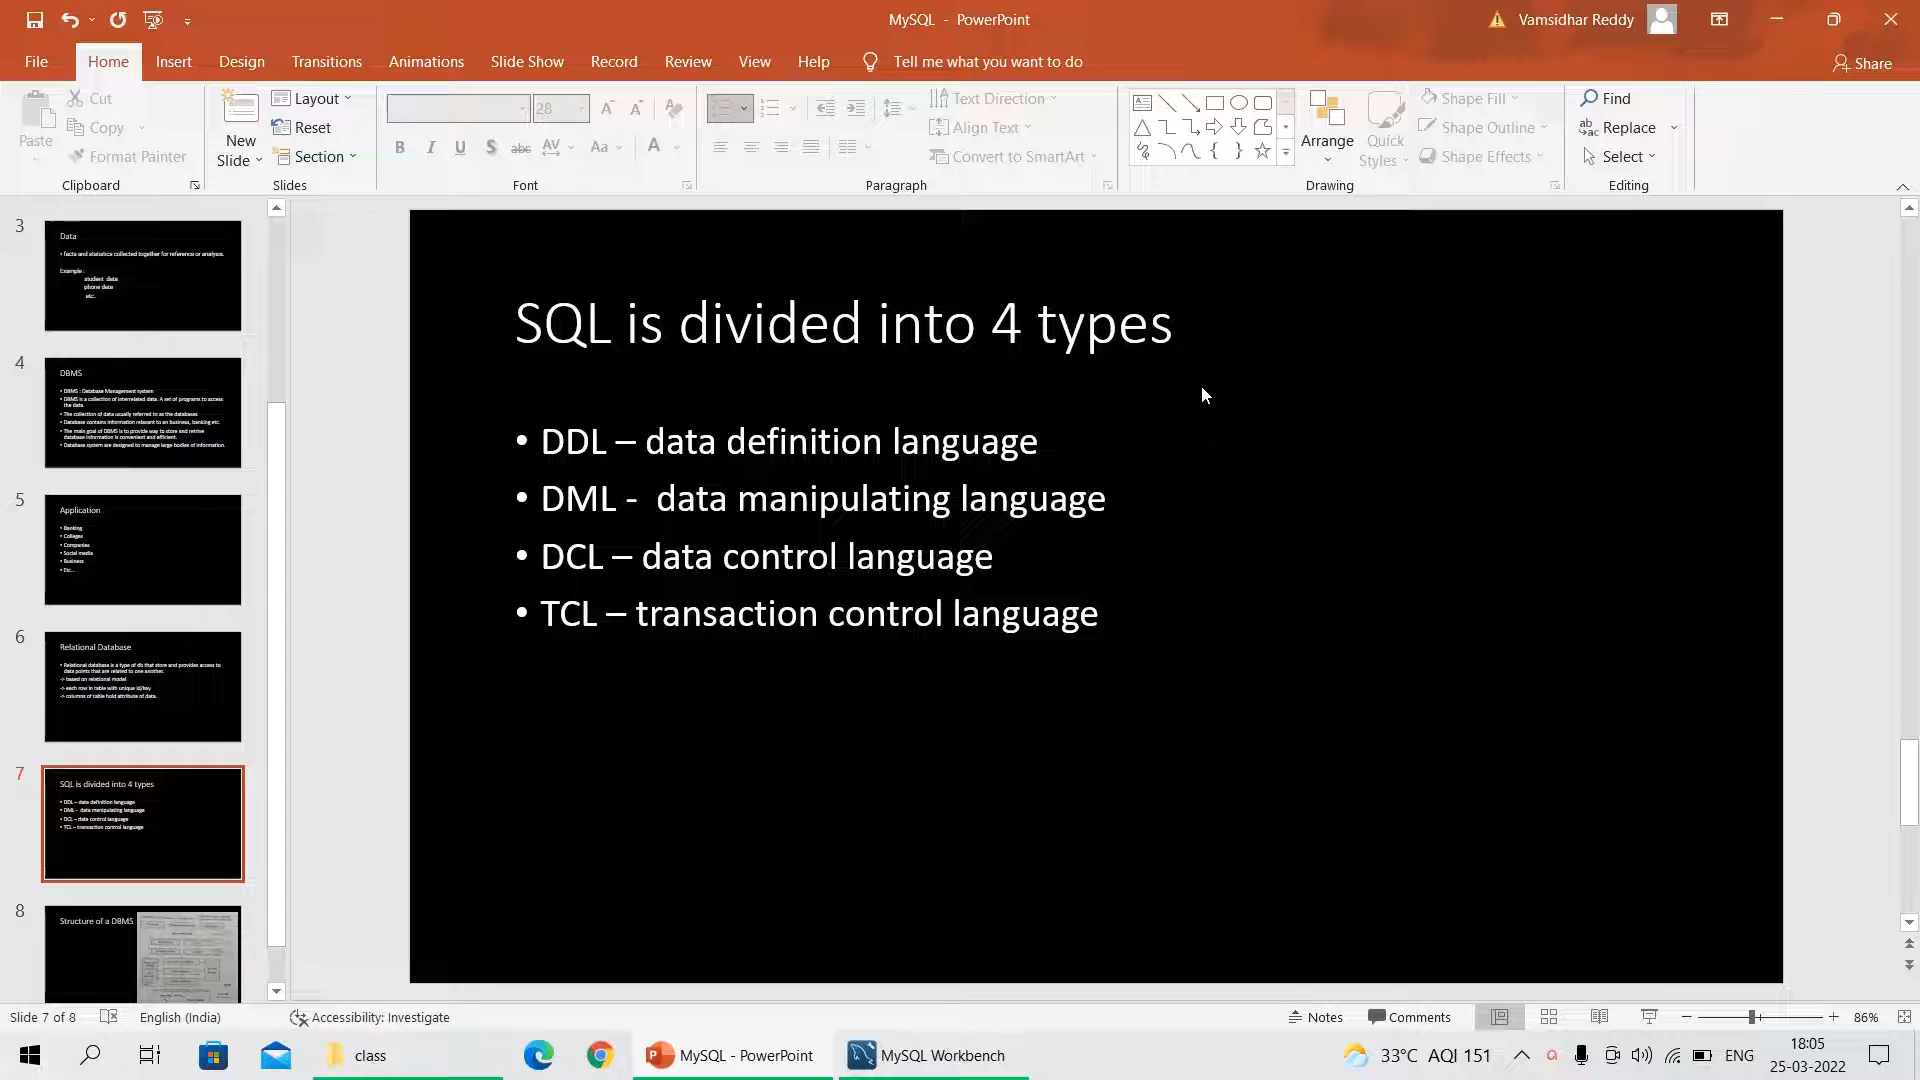 MySQL - PowerPoint
Vamsidhar Reddy
File Home Insert Design Transitions Animations Slide Show Record Review View Help Tell me what you want to do
Share
Paste
Cut
Copy
Format Painter
Clipboard
New
Slide
Layout
Reset
Section
Slides
28
B I U S abc AV Aa A
Font
Text Direction
Align Text
Convert to SmartArt
Paragraph
Arrange
Quick
Styles
Shape Fill
Shape Outline
Shape Effects
Drawing
Find
Replace
Select
Editing
3
Data
• facts and statistics collected together for reference or analysis.
Example :
student data
phone data
etc..
4
DBMS
• DBMS : Database Management system
• DBMS is a collection of interrelated data. A set of programs to access
the data.
• The collection of data usually referred to as the databases
• Database contains information relavant to an business, banking etc.
• The main goal of DBMS is to provide way to store and retrive
database information is convenient and efficient.
• Database system are designed to manage large bodies of information.
5
Application
• Banking
• Colleges
• Companies
• Social media
• Business
• Etc...
6
Relational Database
• Relational database is a type of db that store and provides access to
data points that are related to one another.
-> based on relational model
-> each row in table with unique id/key
-> columns of table hold attribute of data.
7
SQL is divided into 4 types
• DDL – data definition language
• DML - data manipulating language
• DCL – data control language
• TCL – transaction control language
8
Structure of a DBMS
SQL is divided into 4 types
• DDL – data definition language
• DML -  data manipulating language
• DCL – data control language
• TCL – transaction control language
Slide 7 of 8
English (India)
Accessibility: Investigate
Notes
Comments
86%
class
MySQL - PowerPoint
MySQL Workbench
33°C AQI 151
ENG
18:05
25-03-2022